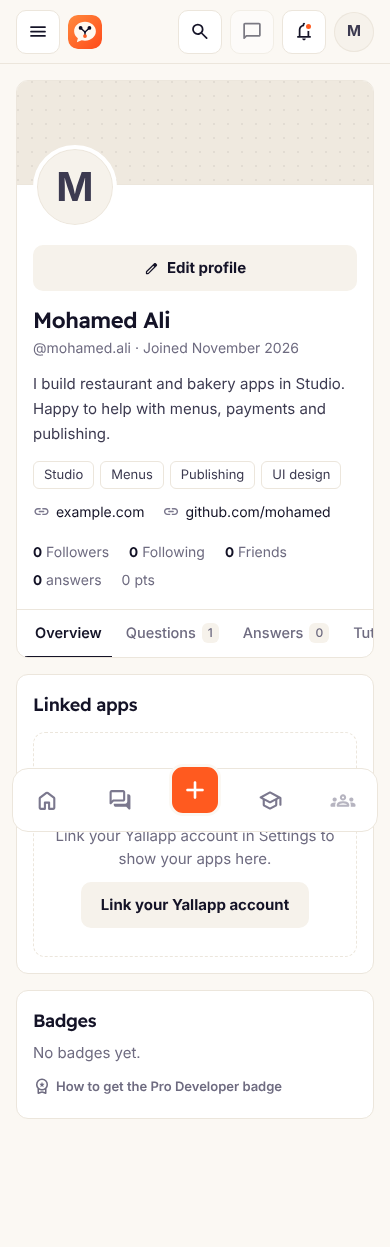 M
M
Edit profile
Mohamed Ali
@mohamed.ali · Joined November 2026
I build restaurant and bakery apps in Studio.
Happy to help with menus, payments and
publishing.
Studio Menus Publishing UI design
example.com github.com/mohamed
0 Followers 0 Following 0 Friends
0 answers 0 pts
Overview Questions 1 Answers 0 Tut
Linked apps
Link your Yallapp account in Settings to
show your apps here.
Link your Yallapp account
Badges
No badges yet.
How to get the Pro Developer badge